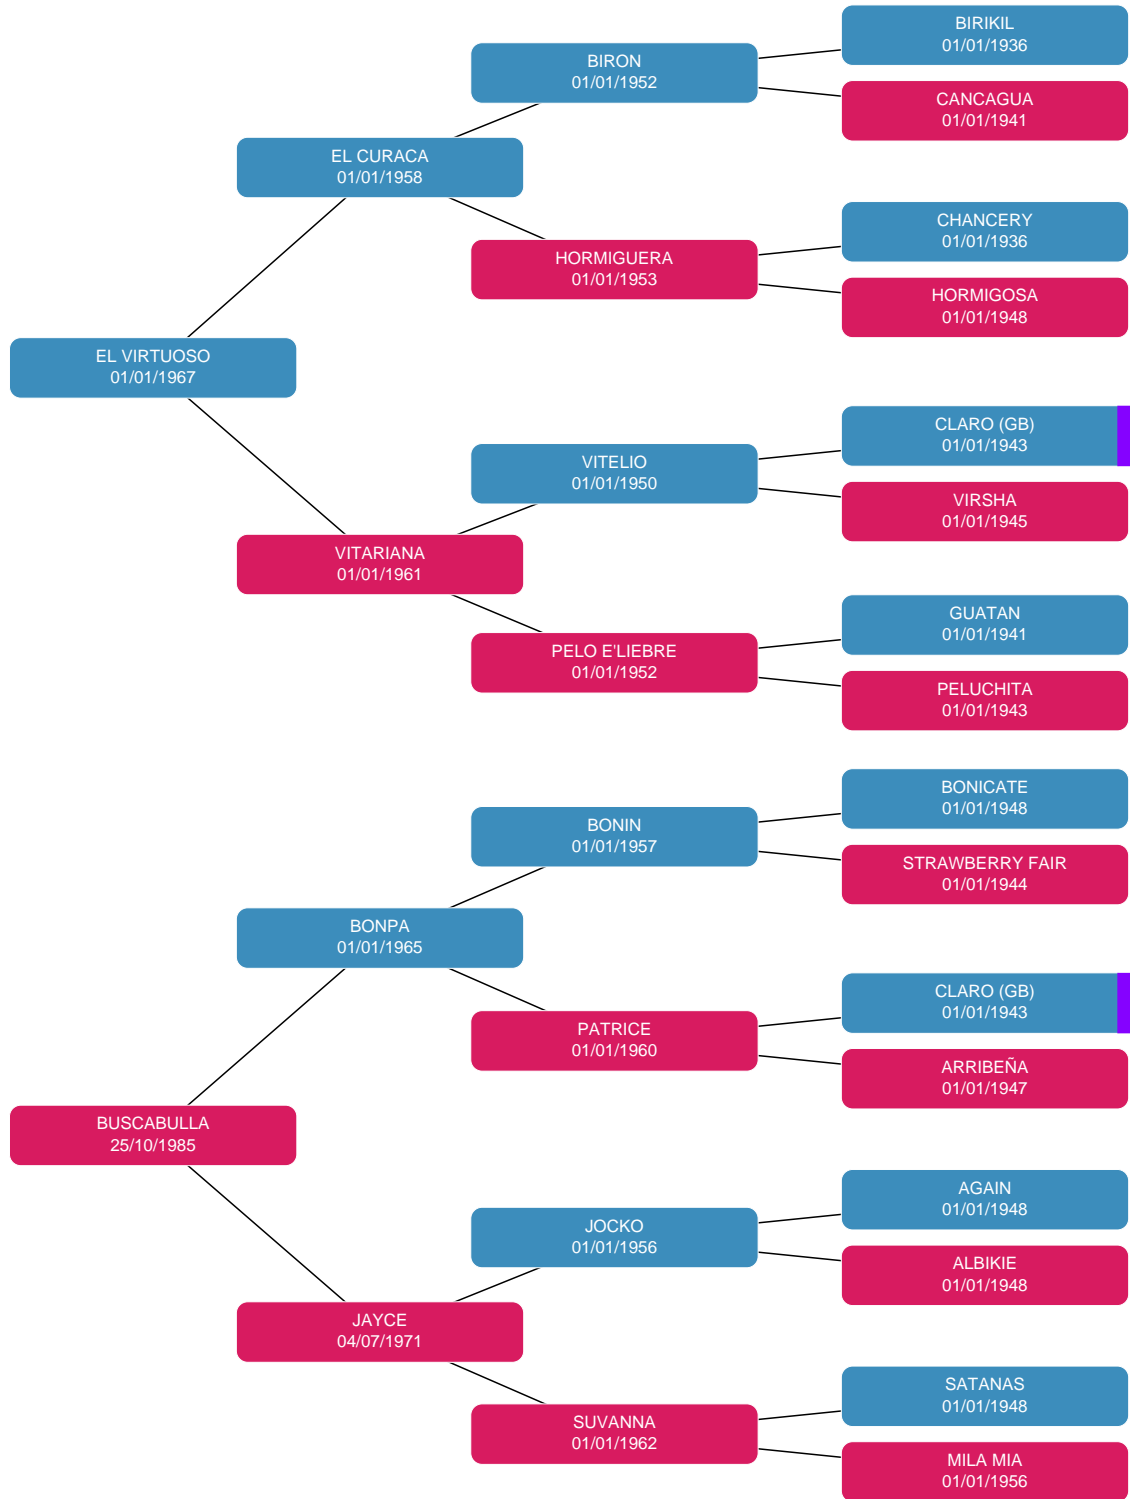 BIRIKIL
01/01/1936
BIRON
01/01/1952
CANCAGUA
01/01/1941
EL CURACA
01/01/1958
CHANCERY
01/01/1936
HORMIGUERA
01/01/1953
HORMIGOSA
01/01/1948
EL VIRTUOSO
01/01/1967
CLARO (GB)
01/01/1943
VITELIO
01/01/1950
VIRSHA
01/01/1945
VITARIANA
01/01/1961
GUATAN
01/01/1941
PELO E'LIEBRE
01/01/1952
PELUCHITA
01/01/1943
BONICATE
01/01/1948
BONIN
01/01/1957
STRAWBERRY FAIR
01/01/1944
BONPA
01/01/1965
CLARO (GB)
01/01/1943
PATRICE
01/01/1960
ARRIBEÑA
01/01/1947
BUSCABULLA
25/10/1985
AGAIN
01/01/1948
JOCKO
01/01/1956
ALBIKIE
01/01/1948
JAYCE
04/07/1971
SATANAS
01/01/1948
SUVANNA
01/01/1962
MILA MIA
01/01/1956